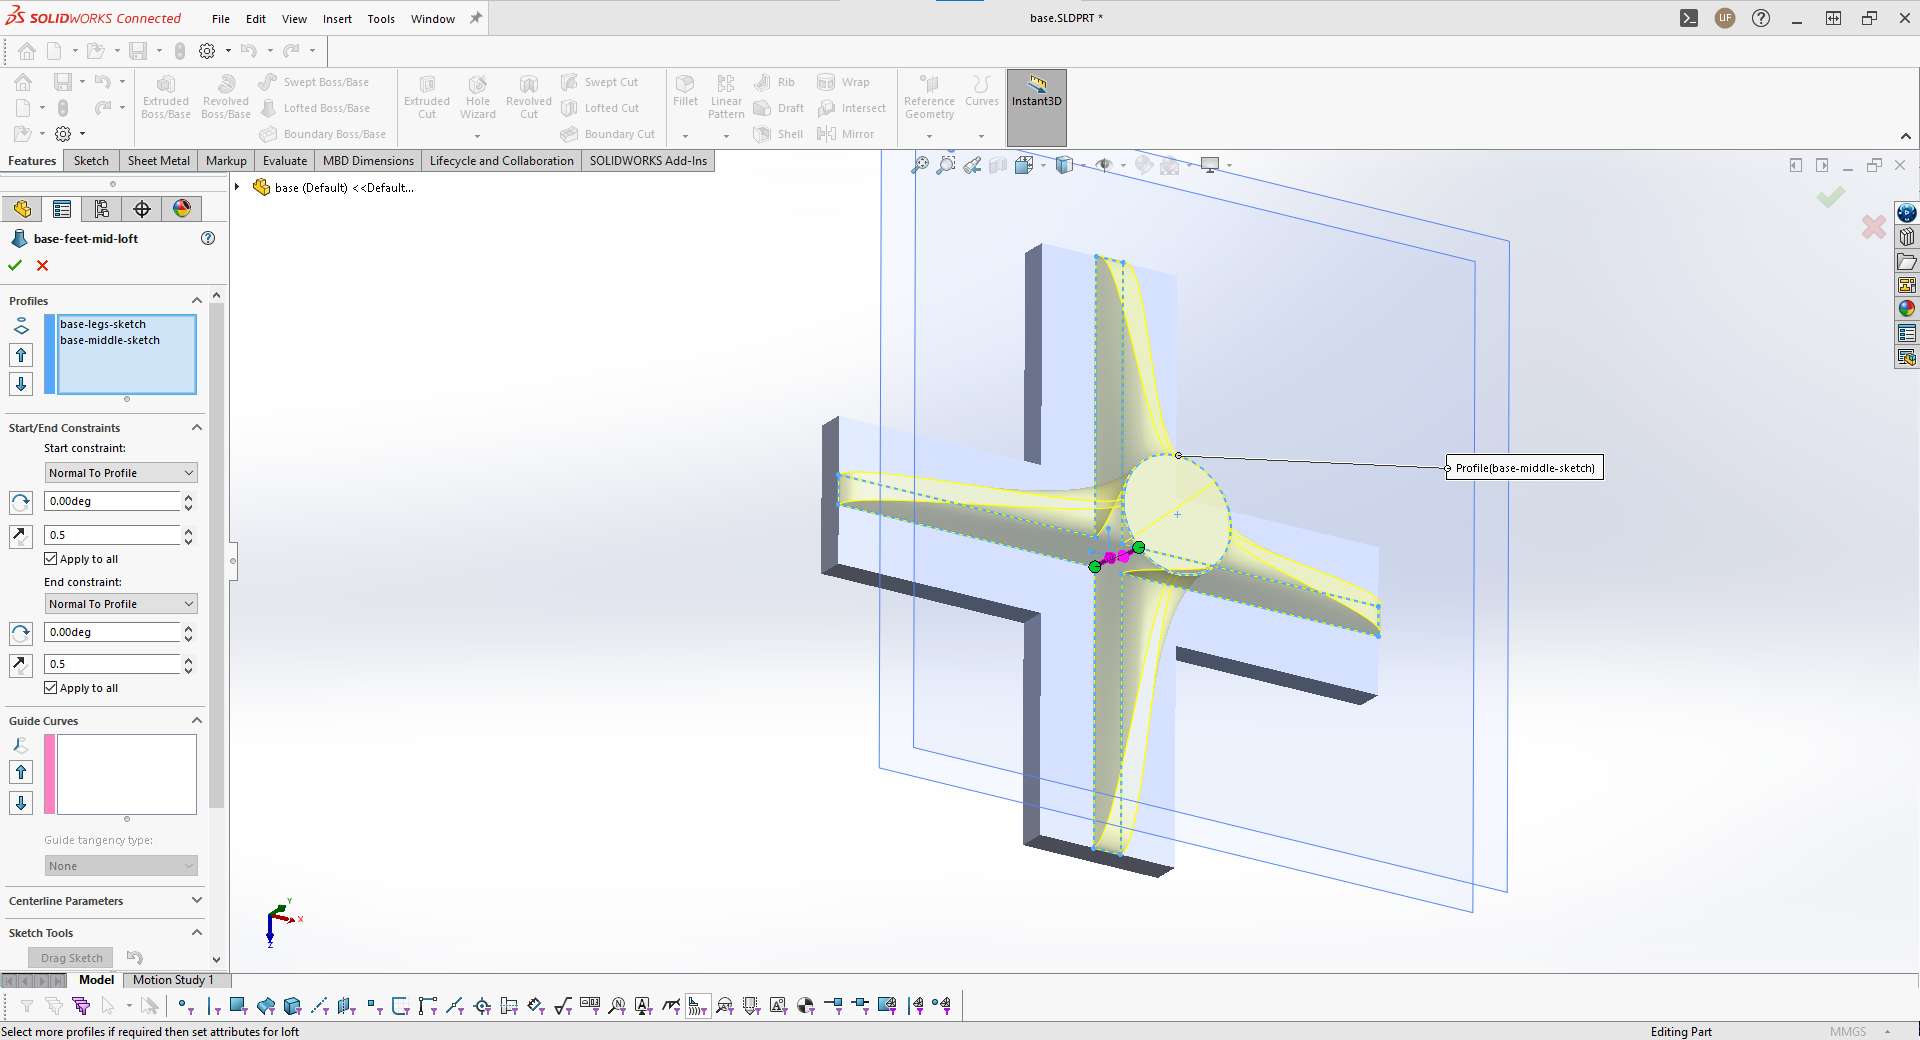 SOLIDWORKS Connected
File Edit View Insert Tools Window
base.SLDPRT *
UF
Extruded Boss/Base
Revolved Boss/Base
Swept Boss/Base
Lofted Boss/Base
Boundary Boss/Base
Extruded Cut
Hole Wizard
Revolved Cut
Swept Cut
Lofted Cut
Boundary Cut
Fillet
Linear Pattern
Rib
Draft
Shell
Wrap
Intersect
Mirror
Reference Geometry
Curves
Instant3D
Features Sketch Sheet Metal Markup Evaluate MBD Dimensions Lifecycle and Collaboration SOLIDWORKS Add-Ins
base (Default) <<Default...
base-feet-mid-loft
Profiles
base-legs-sketch
base-middle-sketch
Start/End Constraints
Start constraint:
Normal To Profile
0.00deg
0.5
Apply to all
End constraint:
Normal To Profile
0.00deg
0.5
Apply to all
Guide Curves
Guide tangency type:
None
Centerline Parameters
Sketch Tools
Drag Sketch
Profile(base-middle-sketch)
Y
X
Z
Model Motion Study 1
Select more profiles if required then set attributes for loft
Editing Part
MMGS